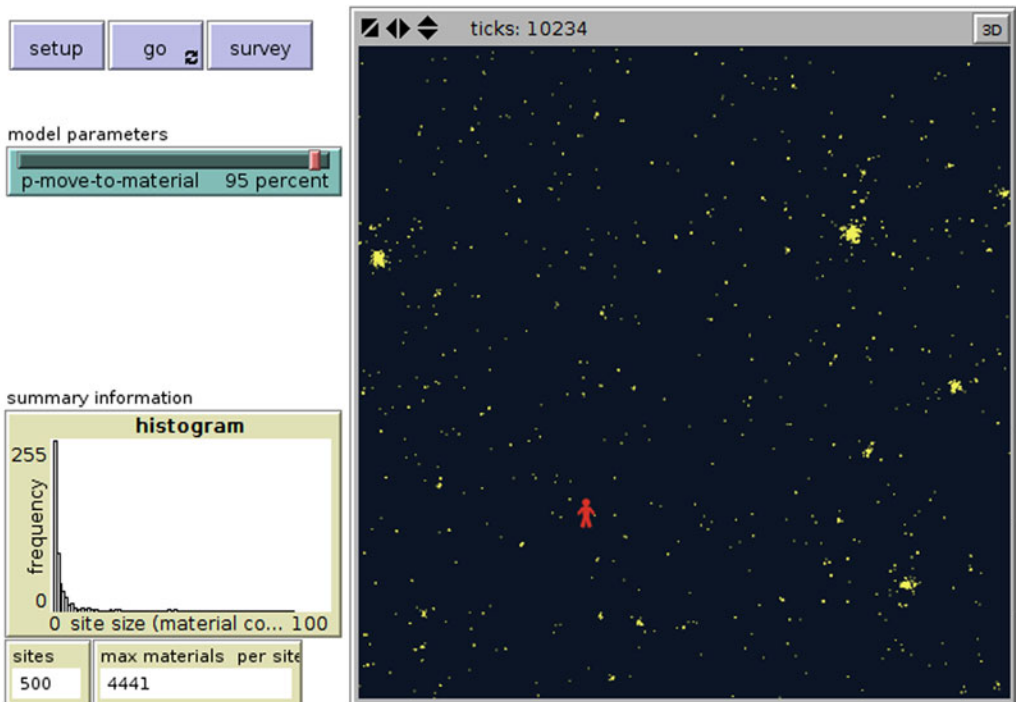 setup go survey
model parameters
p-move-to-material 95 percent
summary information
histogram
255
frequency
0
0 site size (material co... 100
sites
500
max materials per site
4441
ticks: 10234
3D